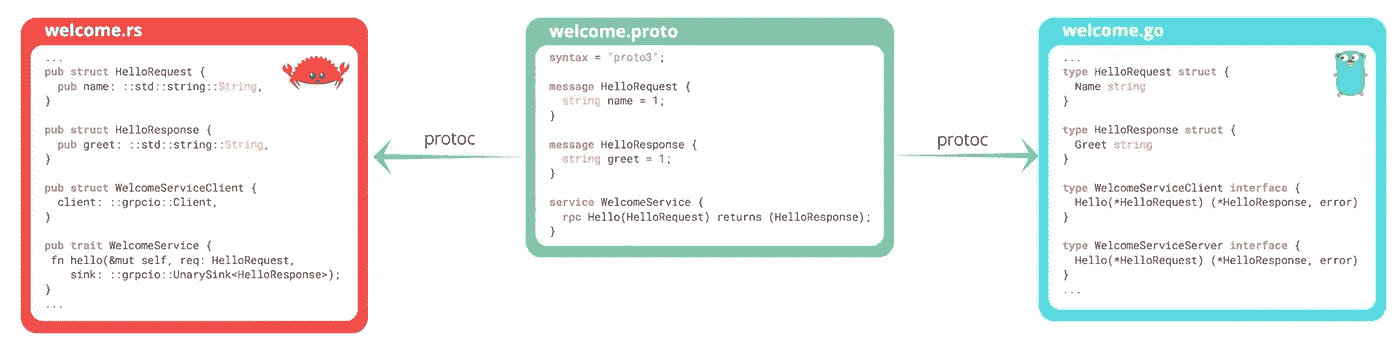 welcome.rs
...
pub struct HelloRequest {
  pub name: ::std::string::String,
}

pub struct HelloResponse {
  pub greet: ::std::string::String,
}

pub struct WelcomeServiceClient {
  client: ::grpcio::Client,
}

pub trait WelcomeService {
 fn hello(&mut self, req: HelloRequest,
    sink: ::grpcio::UnarySink<HelloResponse>);
}
...
protoc
welcome.proto
syntax = "proto3";

message HelloRequest {
  string name = 1;
}

message HelloResponse {
  string greet = 1;
}

service WelcomeService {
  rpc Hello(HelloRequest) returns (HelloResponse);
}
protoc
welcome.go
...
type HelloRequest struct {
  Name string
}

type HelloResponse struct {
  Greet string
}

type WelcomeServiceClient interface {
  Hello(*HelloRequest) (*HelloResponse, error)
}

type WelcomeServiceServer interface {
  Hello(*HelloRequest) (*HelloResponse, error)
}
...